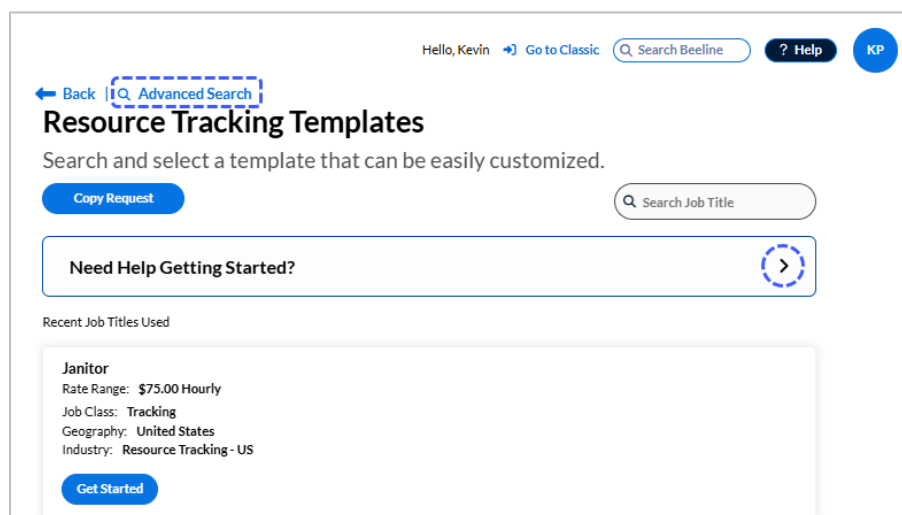 Hello, Kevin Go to Classic Search Beeline ? Help KP
Back | Advanced Search
Resource Tracking Templates
Search and select a template that can be easily customized.
Copy Request Search Job Title
Need Help Getting Started?
Recent Job Titles Used
Janitor
Rate Range: $75.00 Hourly
Job Class: Tracking
Geography: United States
Industry: Resource Tracking - US
Get Started